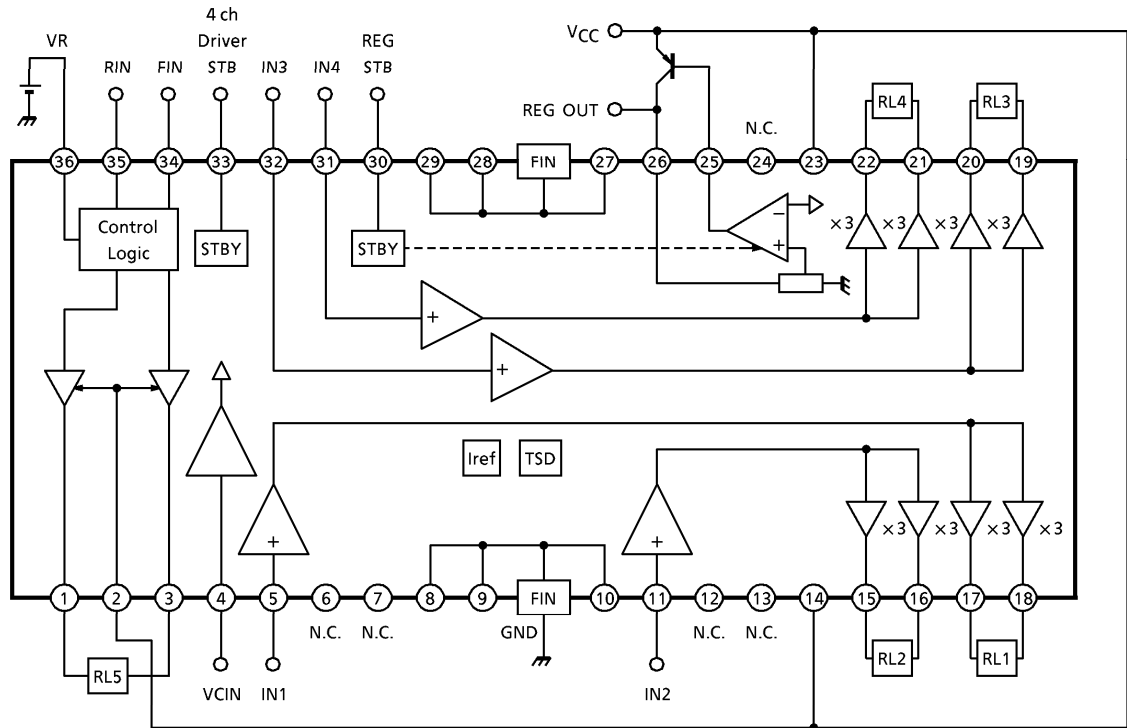 4 ch
VR Driver REG VCC
RIN FIN STB IN3 IN4 STB
REG OUT RL4 RL3
N.C.
36 35 34 33 32 31 30 29 28 FIN 27 26 25 24 23 22 21 20 19
Control
Logic
STBY STBY − + ×3 ×3 ×3 ×3
+
+
Iref TSD
+ + ×3 ×3 ×3 ×3
1 2 3 4 5 6 7 8 9 FIN 10 11 12 13 14 15 16 17 18
N.C. N.C. GND N.C. N.C.
RL5 RL2 RL1
VCIN IN1 IN2